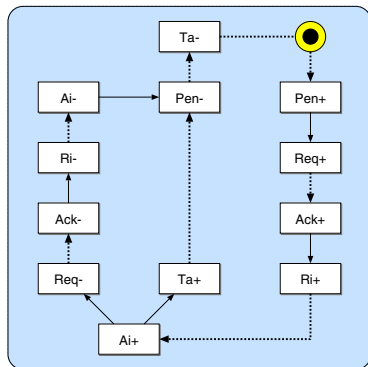 Ta-
Ai-
Pen-
Pen+
Ri-
Req+
Ack-
Ack+
Req-
Ta+
Ri+
Ai+